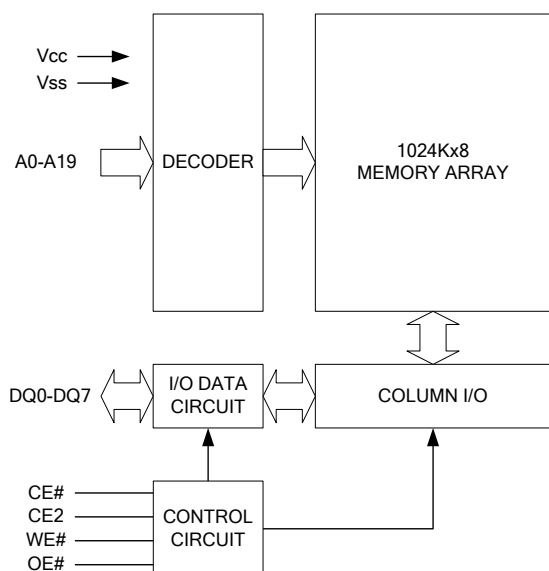 Vcc
Vss
A0-A19
DECODER
1024Kx8
MEMORY ARRAY
DQ0-DQ7
I/O DATA
CIRCUIT
COLUMN I/O
CE#
CE2
WE#
OE#
CONTROL
CIRCUIT